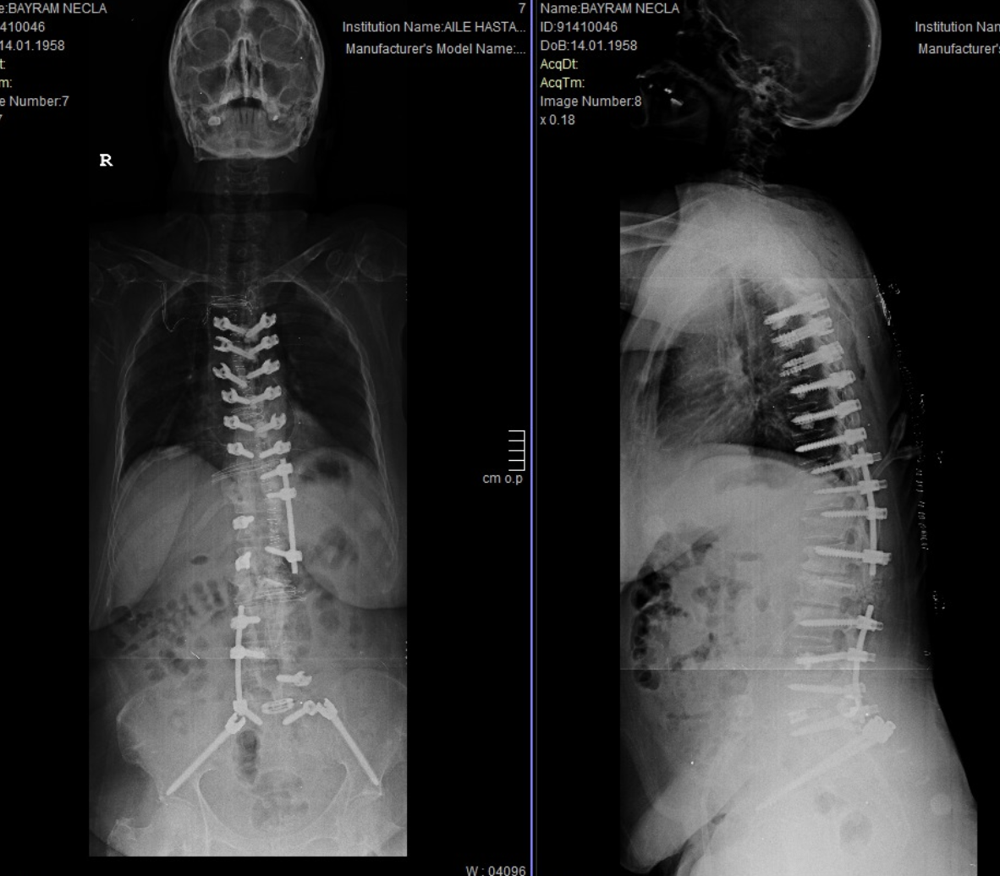 e:BAYRAM NECLA
410046
14.01.1958
t:
m:
e Number:7
7
Institution Name:AILE HASTA...
Manufacturer's Model Name:...
R
cm o.p
W : 04096
Name:BAYRAM NECLA
ID:91410046
DoB:14.01.1958
AcqDt:
AcqTm:
Image Number:8
x 0.18
Institution Nam
Manufacturer's